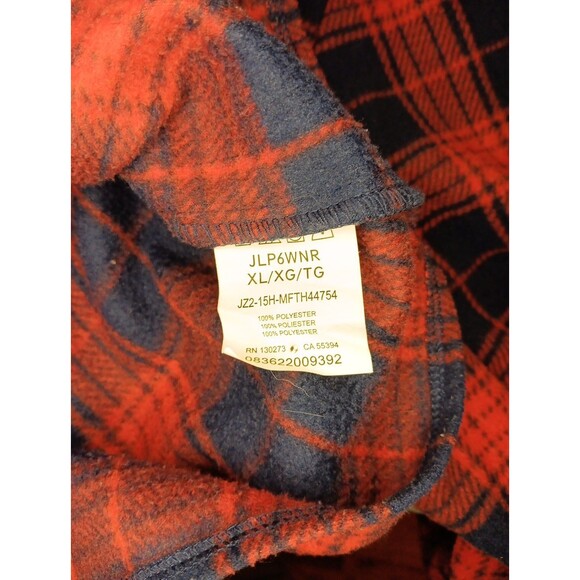 JLP6WNR
XL/XG/TG
JZ2-15H-MFTH44754
100% POLYESTER
100% POLIESTER
100% POLYESTER
RN 130273 CA 55394
083622009392